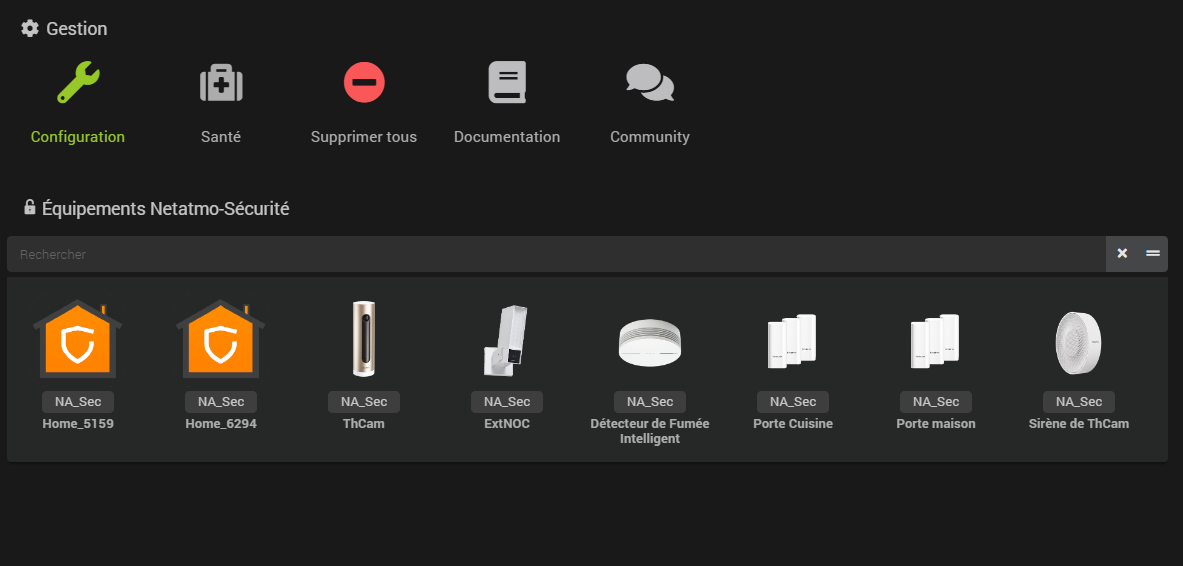 Gestion
Configuration
Santé
Supprimer tous
Documentation
Community
Équipements Netatmo-Sécurité
Rechercher
NA_Sec
Home_5159
NA_Sec
Home_6294
NA_Sec
ThCam
NA_Sec
ExtNOC
NA_Sec
Détecteur de Fumée
Intelligent
NA_Sec
Porte Cuisine
NA_Sec
Porte maison
NA_Sec
Sirène de ThCam